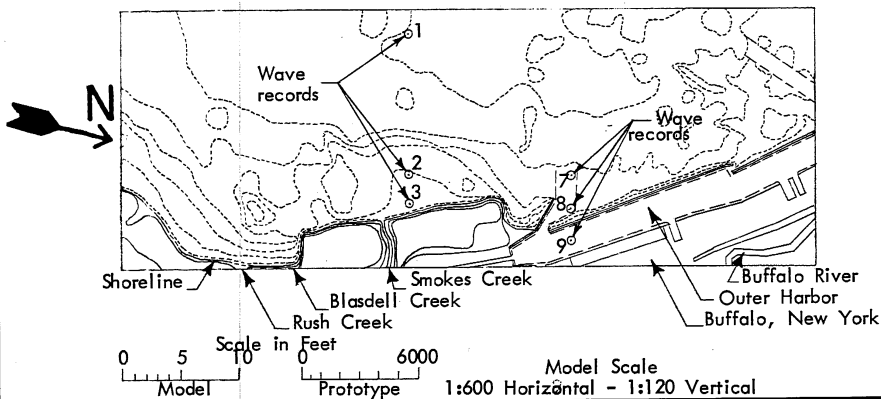 1
Wave
records
N
Wave
records
2
7
3
8
9
Shoreline
Smokes Creek
Buffalo River
Blasdell Creek
Outer Harbor
Rush Creek
Buffalo, New York
Scale in Feet
0 5 10 0 6000
Model Prototype
Model Scale
1:600 Horizontal - 1:120 Vertical